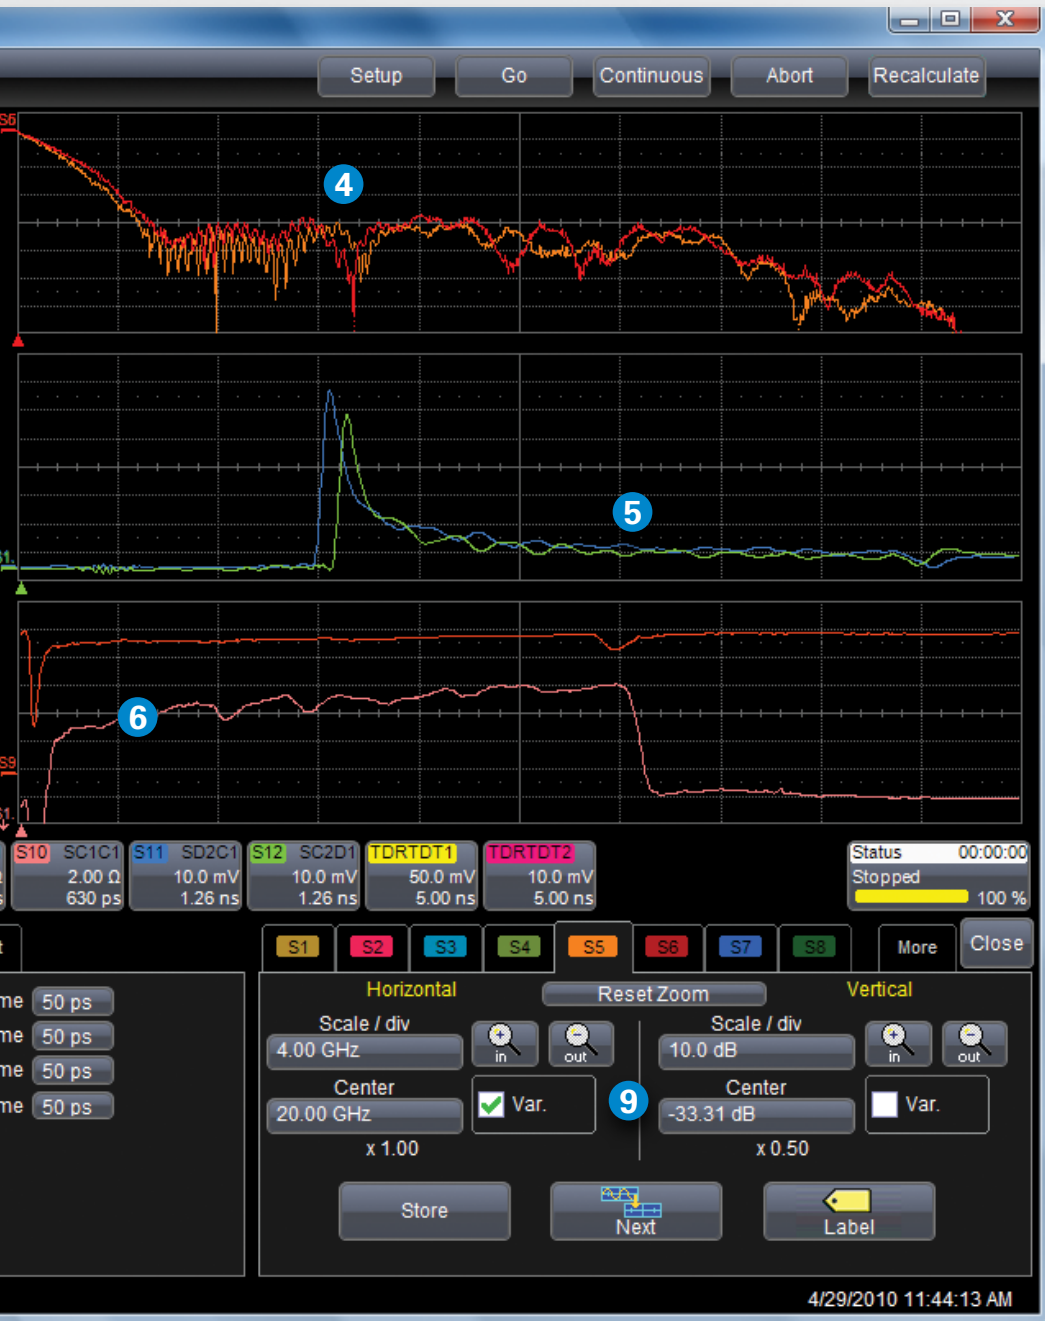 Setup Go Continuous Abort Recalculate
S6
4
5
S1.
6
S9
S1.
S10 SC1C1 S11 SD2C1 S12 SC2D1 TDRTDT1 TDRTDT2 Status 00:00:00
2.00 Ω 10.0 mV 10.0 mV 50.0 mV 10.0 mV Stopped
630 ps 1.26 ns 1.26 ns 5.00 ns 5.00 ns 100 %
t S1 S2 S3 S4 S5 S6 S7 S8 More Close
Horizontal Reset Zoom Vertical
me 50 ps
Scale / div Scale / div
me 50 ps
4.00 GHz in out 10.0 dB in out
me 50 ps
Center Center
me 50 ps
20.00 GHz Var. 9 -33.31 dB Var.
x 1.00 x 0.50
Store Next Label
4/29/2010 11:44:13 AM